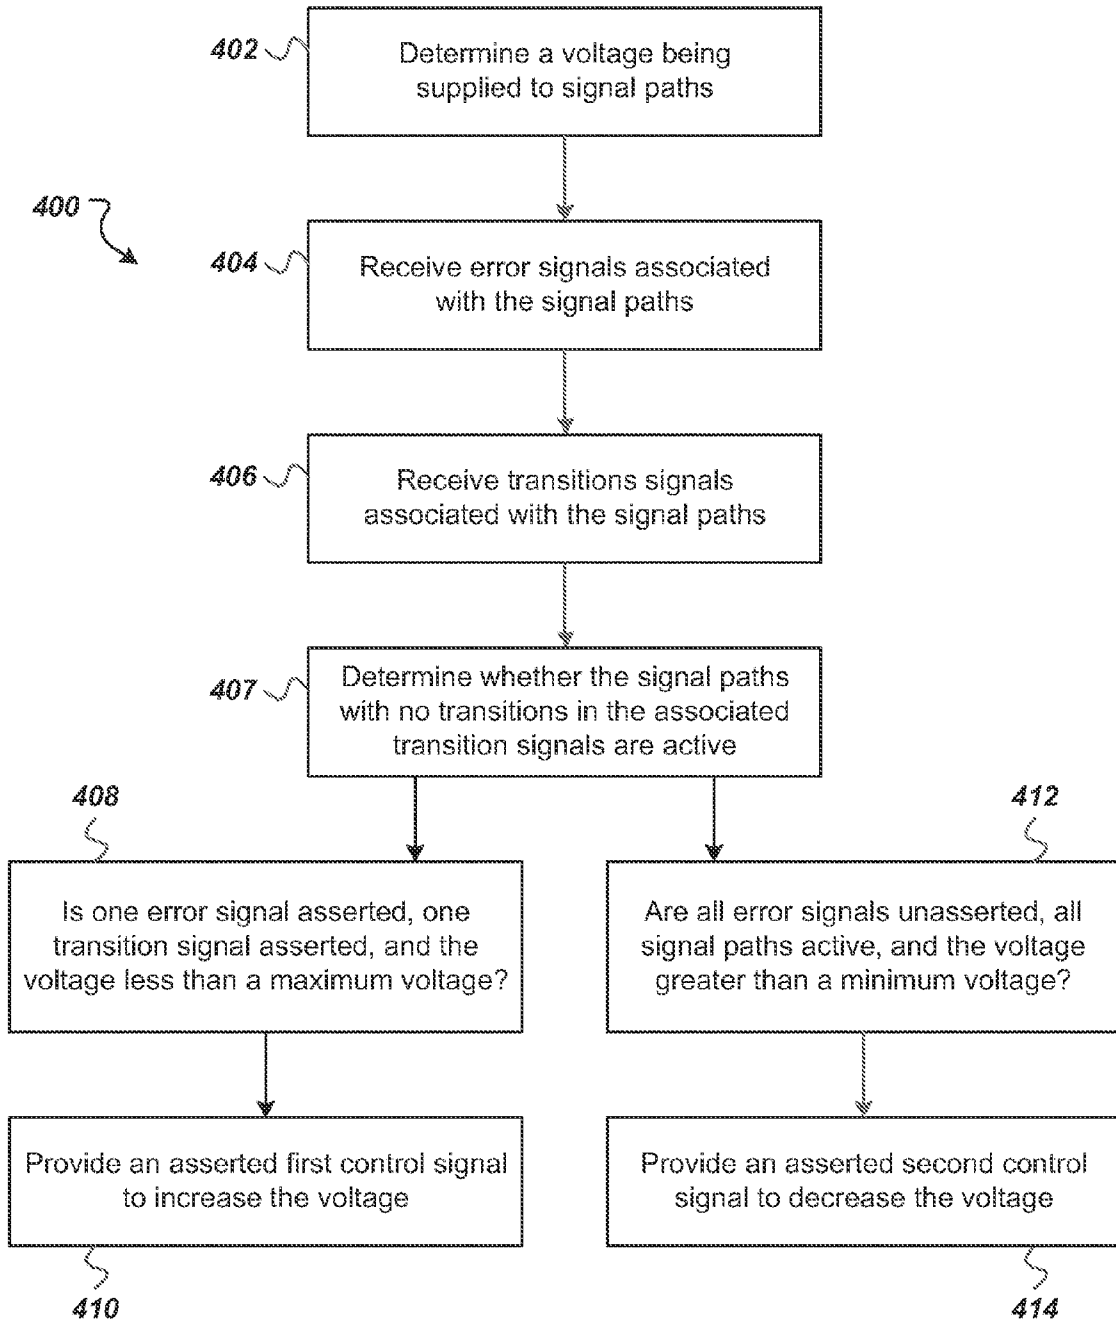 402
Determine a voltage being
supplied to signal paths
400
404
Receive error signals associated
with the signal paths
406
Receive transitions signals
associated with the signal paths
407
Determine whether the signal paths
with no transitions in the associated
transition signals are active
408
412
Is one error signal asserted, one
transition signal asserted, and the
voltage less than a maximum voltage?
Are all error signals unasserted, all
signal paths active, and the voltage
greater than a minimum voltage?
Provide an asserted first control signal
to increase the voltage
Provide an asserted second control
signal to decrease the voltage
410
414